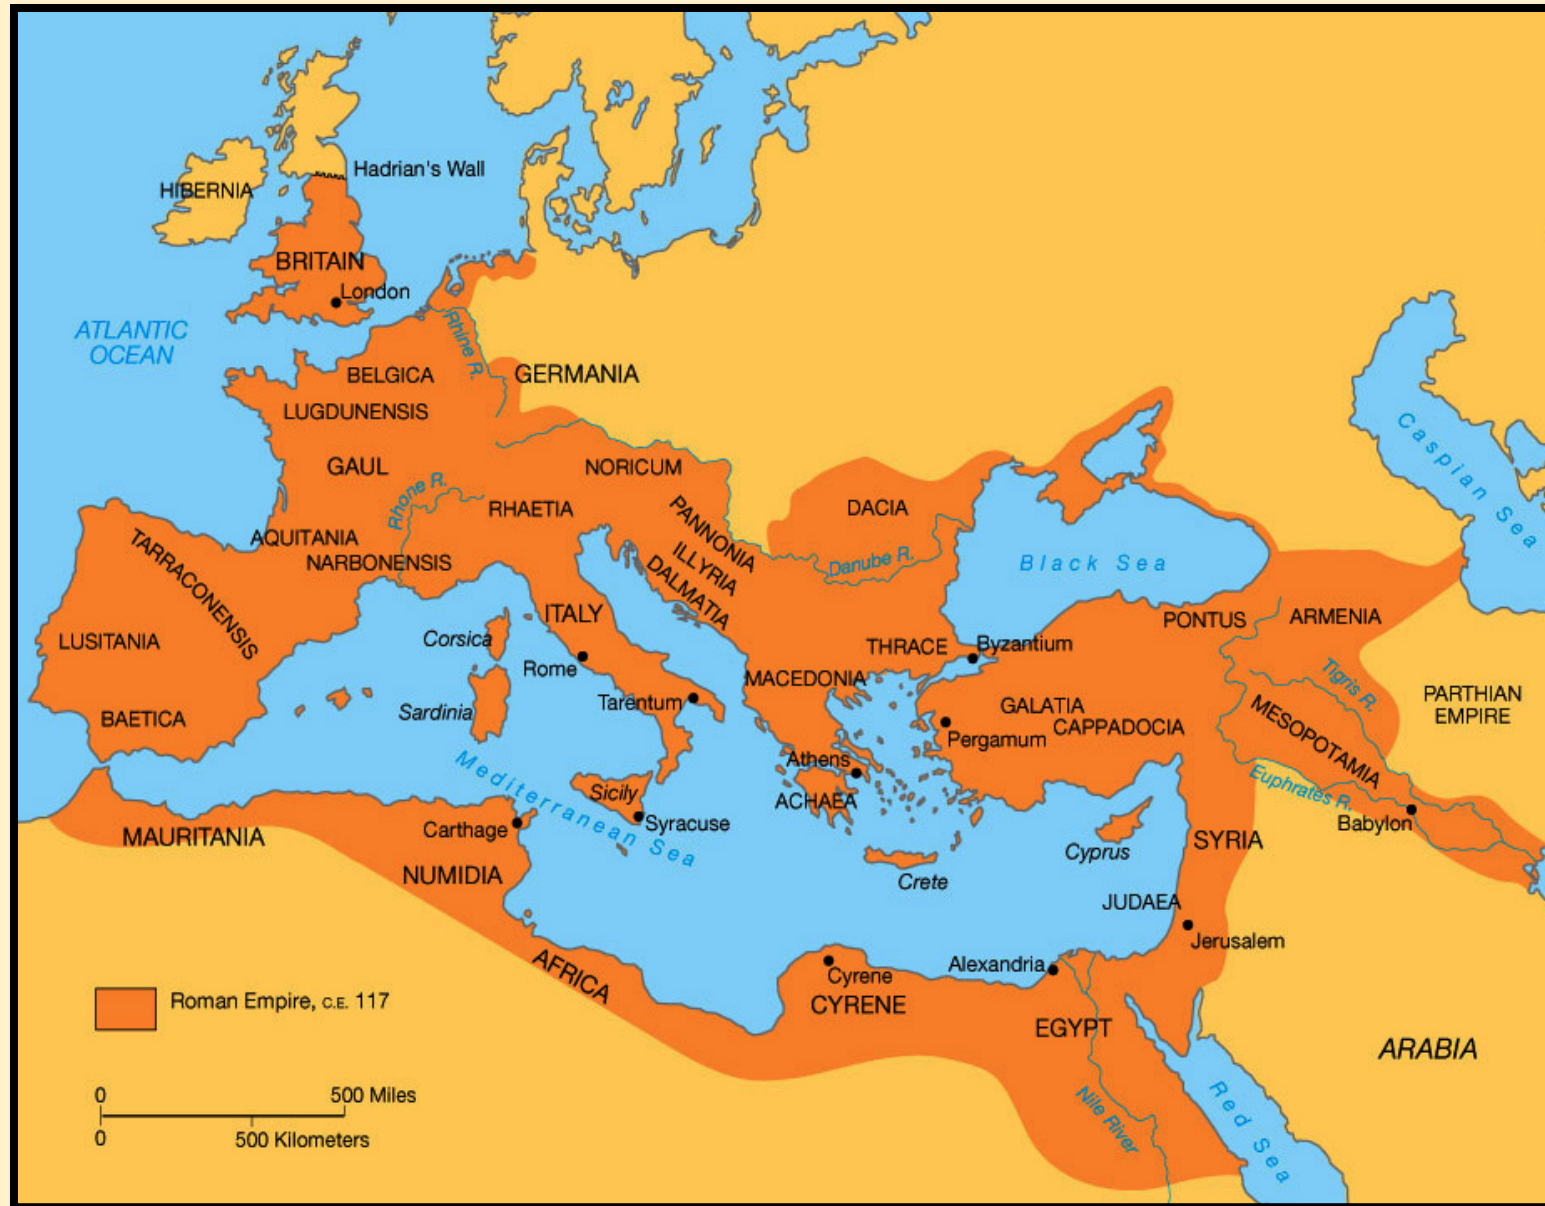 Hadrian's Wall
HIBERNIA
BRITAIN
London
ATLANTIC
OCEAN
Rhine R.
BELGICA
GERMANIA
LUGDUNENSIS
GAUL
NORICUM
Rhone R.
RHAETIA
AQUITANIA
NARBONENSIS
TARRACONENSIS
LUSITANIA
BAETICA
PANNONIA
ILLYRIA
DALMATIA
DACIA
Danube R.
Black Sea
Caspian Sea
ITALY
Corsica
Rome
Sardinia
Tarentum
THRACE
Byzantium
MACEDONIA
PONTUS
ARMENIA
GALATIA
CAPPADOCIA
Pergamum
Tigris R.
MESOPOTAMIA
PARTHIAN
EMPIRE
Athens
ACHAEA
Euphrates R.
Babylon
Mediterranean Sea
Sicily
Syracuse
Carthage
MAURITANIA
NUMIDIA
Crete
Cyprus
SYRIA
JUDAEA
Jerusalem
AFRICA
Cyrene
CYRENE
Alexandria
EGYPT
Nile River
Red Sea
ARABIA
Roman Empire, C.E. 117
0 500 Miles
0 500 Kilometers